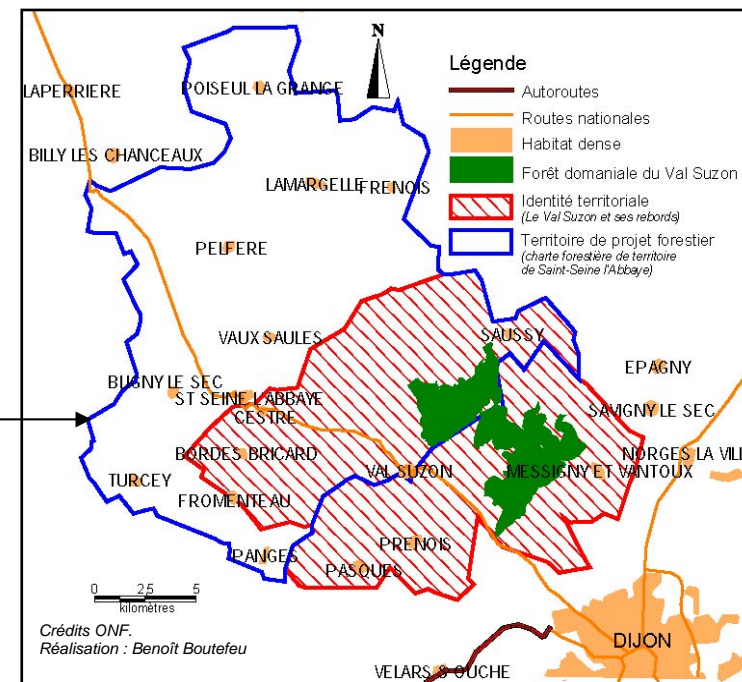 N
Légende
Autoroutes
Routes nationales
Habitat dense
Forêt domaniale du Val Suzon
Identité territoriale
(Le Val Suzon et ses rebords)
Territoire de projet forestier
(charte forestière de territoire
de Saint-Seine l'Abbaye)
LAPERRIERE
POISEUL LA GRANGE
BILLY LES CHANCEAUX
LAMARGELLE
FRENOIS
PELFERE
VAUX SAULES
SAUSSY
EPAGNY
BLIGNY LE SEC
ST SEINE L'ABBAYE
CESTRE
SAVIGNY LE SEC
BORDES BRICARD
VAL SUZON
MESSIGNY ET VANTOUX
NORGES LA VILL
TURCEY
FROMENTEAU
PANGES
PRENOIS
PASQUES
0 2,5 5
kilomètres
Crédits ONF.
Réalisation : Benoît Boutefeu
DIJON
VELARS S OUCHE